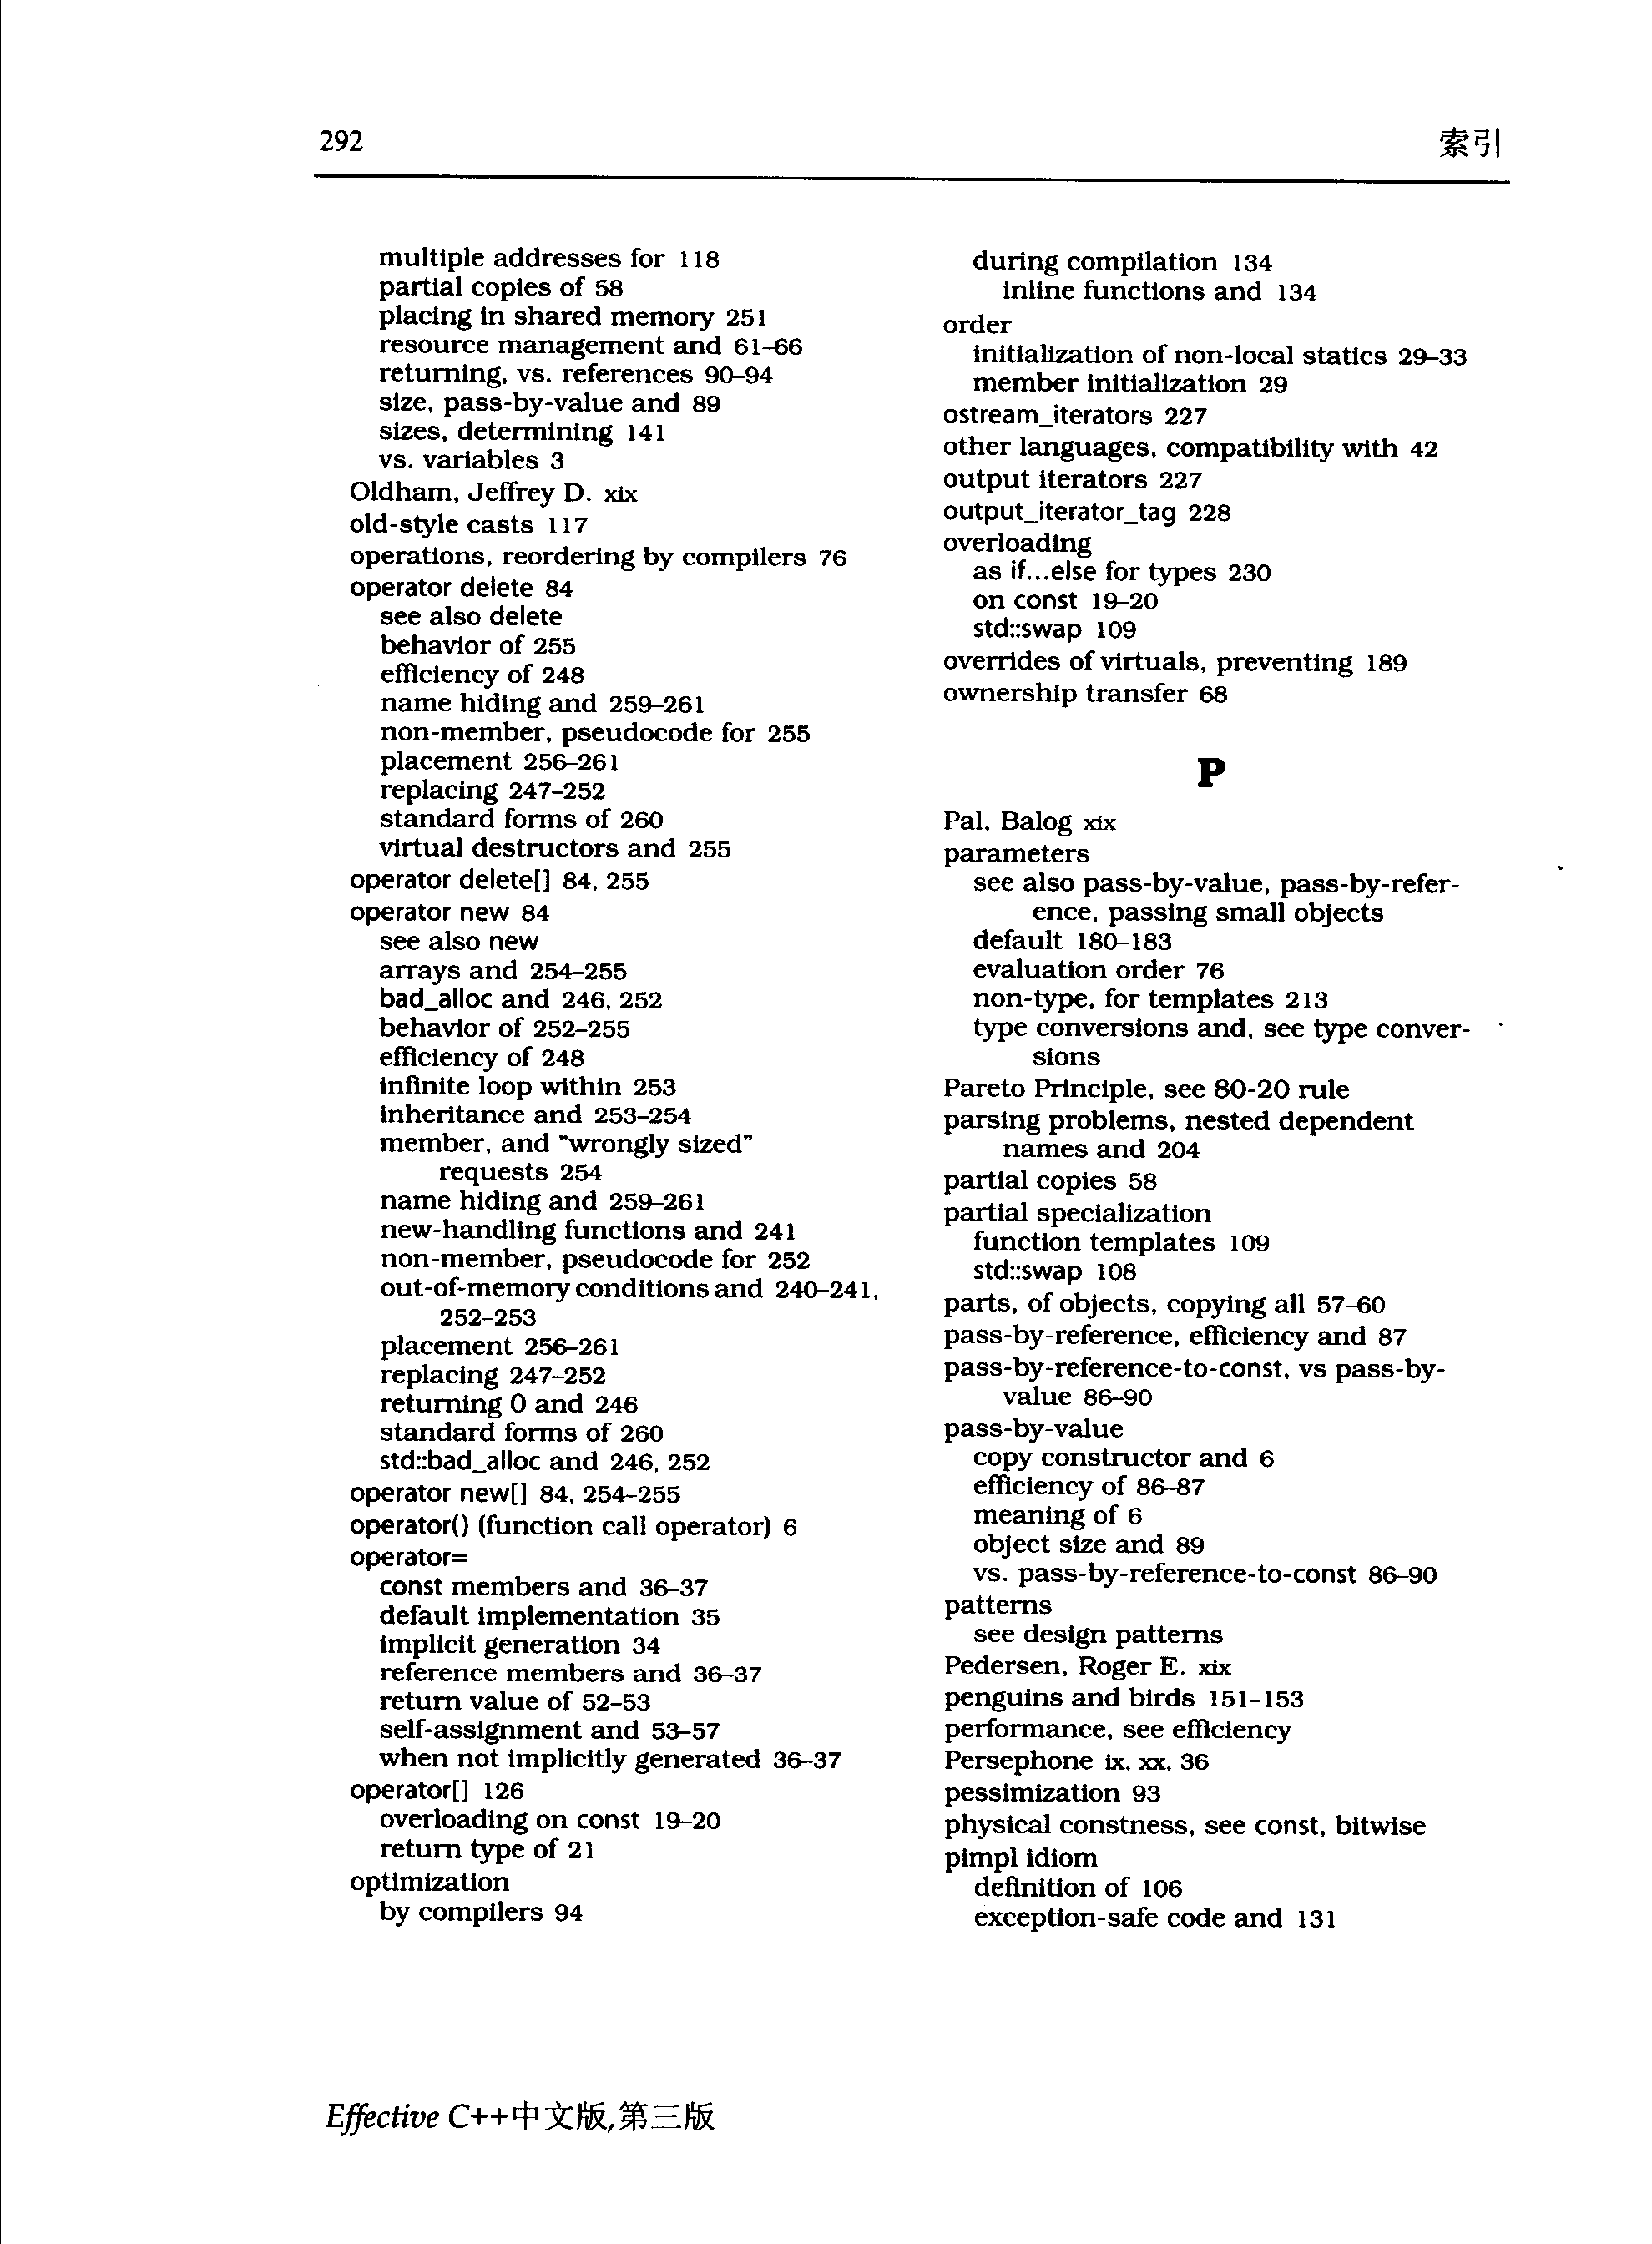 292
索引
multiple addresses for 118
partial copies of 58
placing in shared memory 251
resource management and 61–66
returning, vs. references 90–94
size, pass-by-value and 89
sizes, determining 141
vs. variables 3
Oldham, Jeffrey D. xix
old-style casts 117
operations, reordering by compilers 76
operator delete 84
see also delete
behavior of 255
efficiency of 248
name hiding and 259–261
non-member, pseudocode for 255
placement 256–261
replacing 247–252
standard forms of 260
virtual destructors and 255
operator delete[] 84, 255
operator new 84
see also new
arrays and 254–255
bad_alloc and 246, 252
behavior of 252–255
efficiency of 248
infinite loop within 253
inheritance and 253–254
member, and "wrongly sized"
requests 254
name hiding and 259–261
new-handling functions and 241
non-member, pseudocode for 252
out-of-memory conditions and 240–241,
252–253
placement 256–261
replacing 247–252
returning 0 and 246
standard forms of 260
std::bad_alloc and 246, 252
operator new[] 84, 254–255
operator() (function call operator) 6
operator=
const members and 36–37
default implementation 35
implicit generation 34
reference members and 36–37
return value of 52–53
self-assignment and 53–57
when not implicitly generated 36–37
operator[] 126
overloading on const 19–20
return type of 21
optimization
by compilers 94
during compilation 134
inline functions and 134
order
initialization of non-local statics 29–33
member initialization 29
ostream_iterators 227
other languages, compatibility with 42
output iterators 227
output_iterator_tag 228
overloading
as if...else for types 230
on const 19–20
std::swap 109
overrides of virtuals, preventing 189
ownership transfer 68
P
Pal, Balog xix
parameters
see also pass-by-value, pass-by-refer-
ence, passing small objects
default 180–183
evaluation order 76
non-type, for templates 213
type conversions and, see type conver-
sions
Pareto Principle, see 80-20 rule
parsing problems, nested dependent
names and 204
partial copies 58
partial specialization
function templates 109
std::swap 108
parts, of objects, copying all 57–60
pass-by-reference, efficiency and 87
pass-by-reference-to-const, vs pass-by-
value 86–90
pass-by-value
copy constructor and 6
efficiency of 86–87
meaning of 6
object size and 89
vs. pass-by-reference-to-const 86–90
patterns
see design patterns
Pedersen, Roger E. xix
penguins and birds 151–153
performance, see efficiency
Persephone ix, xx, 36
pessimization 93
physical constness, see const, bitwise
pimpl idiom
definition of 106
exception-safe code and 131
Effective C++中文版,第三版